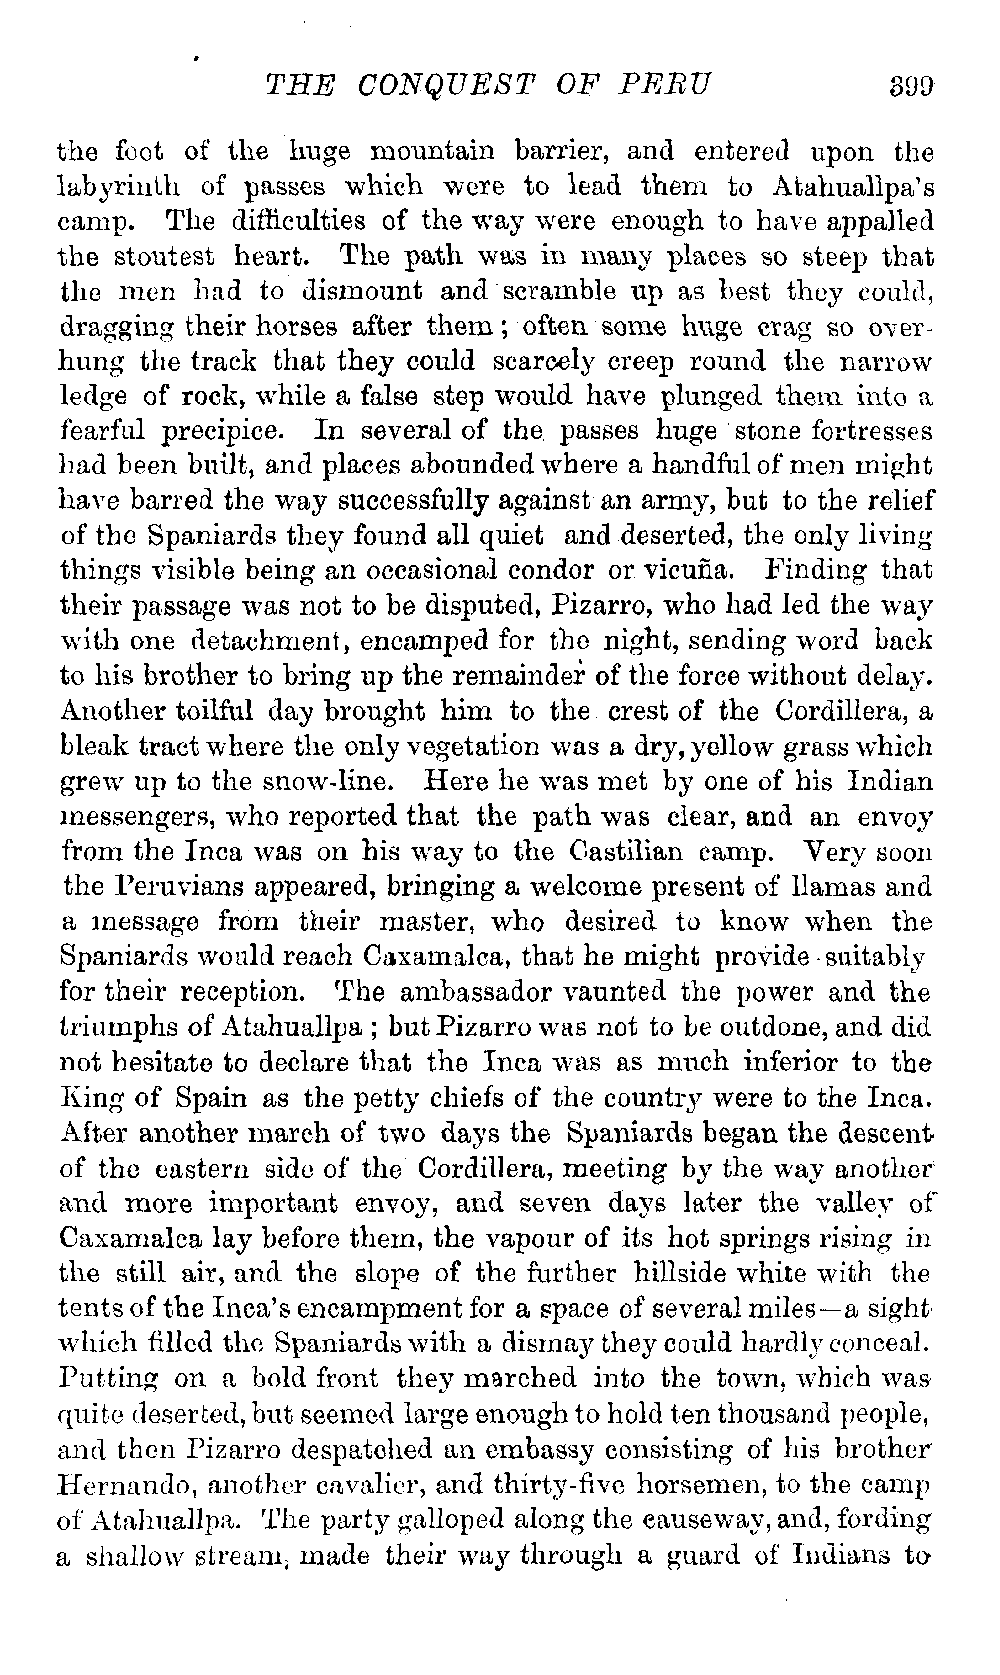 THE CONQUEST OF PERU 399
the foot of the huge mountain barrier, and entered upon the
labyrinth of passes which were to lead them to Atahuallpa's
camp. The difficulties of the way were enough to have appalled
the stoutest heart. The path was in many places so steep that
the men had to dismount and scramble up as best they could,
dragging their horses after them; often some huge crag so over-
hung the track that they could scarcely creep round the narrow
ledge of rock, while a false step would have plunged them into a
fearful precipice. In several of the passes huge stone fortresses
had been built, and places abounded where a handful of men might
have barred the way successfully against an army, but to the relief
of the Spaniards they found all quiet and deserted, the only living
things visible being an occasional condor or vicuña. Finding that
their passage was not to be disputed, Pizarro, who had led the way
with one detachment, encamped for the night, sending word back
to his brother to bring up the remainder of the force without delay.
Another toilful day brought him to the crest of the Cordillera, a
bleak tract where the only vegetation was a dry, yellow grass which
grew up to the snow-line. Here he was met by one of his Indian
messengers, who reported that the path was clear, and an envoy
from the Inca was on his way to the Castilian camp. Very soon
the Peruvians appeared, bringing a welcome present of llamas and
a message from their master, who desired to know when the
Spaniards would reach Caxamalca, that he might provide suitably
for their reception. The ambassador vaunted the power and the
triumphs of Atahuallpa; but Pizarro was not to be outdone, and did
not hesitate to declare that the Inca was as much inferior to the
King of Spain as the petty chiefs of the country were to the Inca.
After another march of two days the Spaniards began the descent
of the eastern side of the Cordillera, meeting by the way another
and more important envoy, and seven days later the valley of
Caxamalca lay before them, the vapour of its hot springs rising in
the still air, and the slope of the further hillside white with the
tents of the Inca's encampment for a space of several miles—a sight
which filled the Spaniards with a dismay they could hardly conceal.
Putting on a bold front they marched into the town, which was
quite deserted, but seemed large enough to hold ten thousand people,
and then Pizarro despatched an embassy consisting of his brother
Hernando, another cavalier, and thirty-five horsemen, to the camp
of Atahuallpa. The party galloped along the causeway, and, fording
a shallow stream, made their way through a guard of Indians to